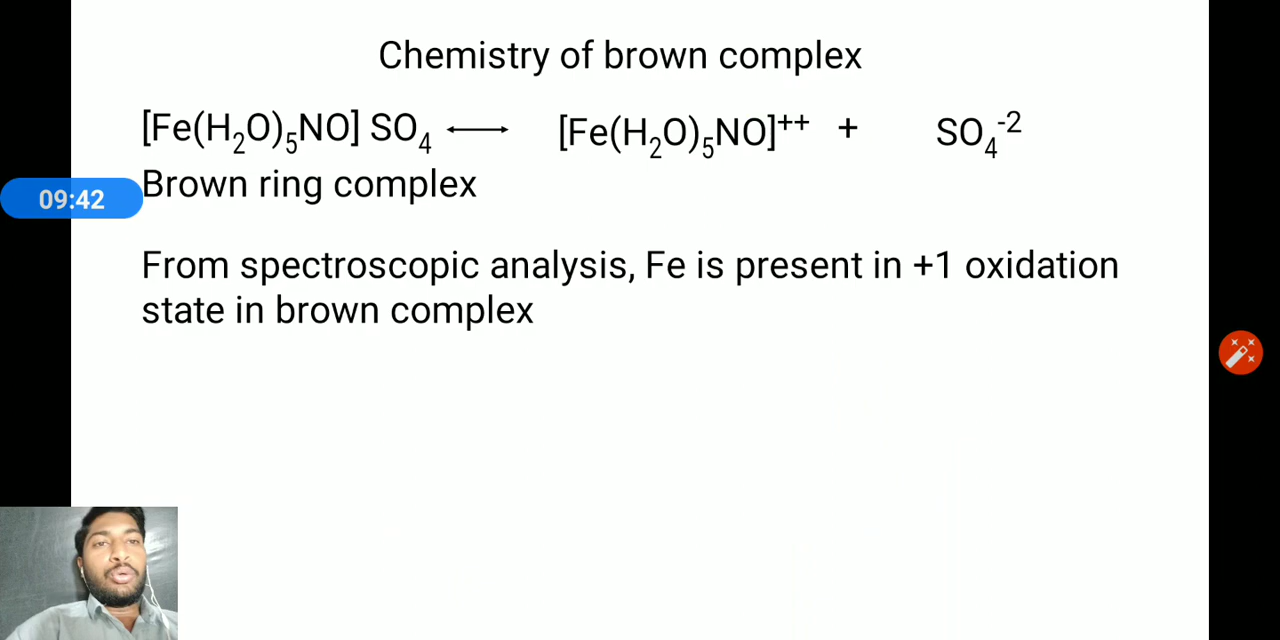 Chemistry of brown complex
[Fe(H₂O)₅NO] SO₄ ⟷ [Fe(H₂O)₅NO]⁺⁺ + SO₄⁻²
Brown ring complex
09:42
From spectroscopic analysis, Fe is present in +1 oxidation
state in brown complex